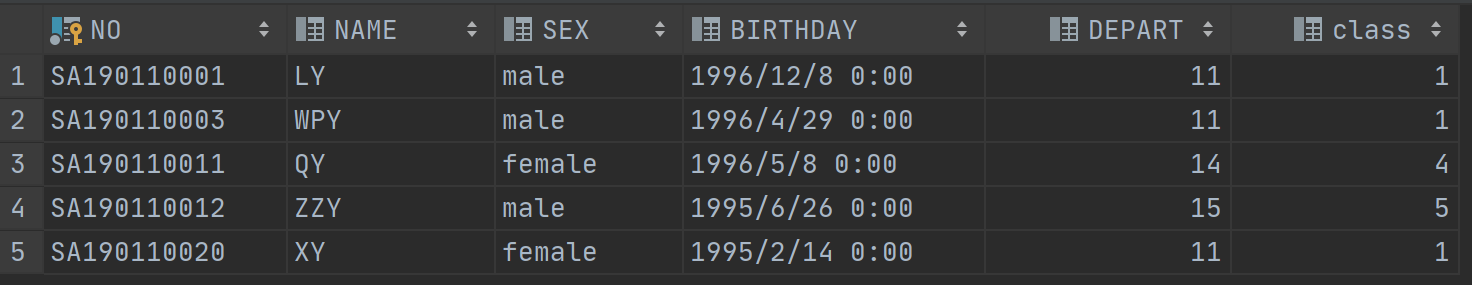 NO NAME SEX BIRTHDAY DEPART class
1 SA190110001 LY male 1996/12/8 0:00 11 1
2 SA190110003 WPY male 1996/4/29 0:00 11 1
3 SA190110011 QY female 1996/5/8 0:00 14 4
4 SA190110012 ZZY male 1995/6/26 0:00 15 5
5 SA190110020 XY female 1995/2/14 0:00 11 1